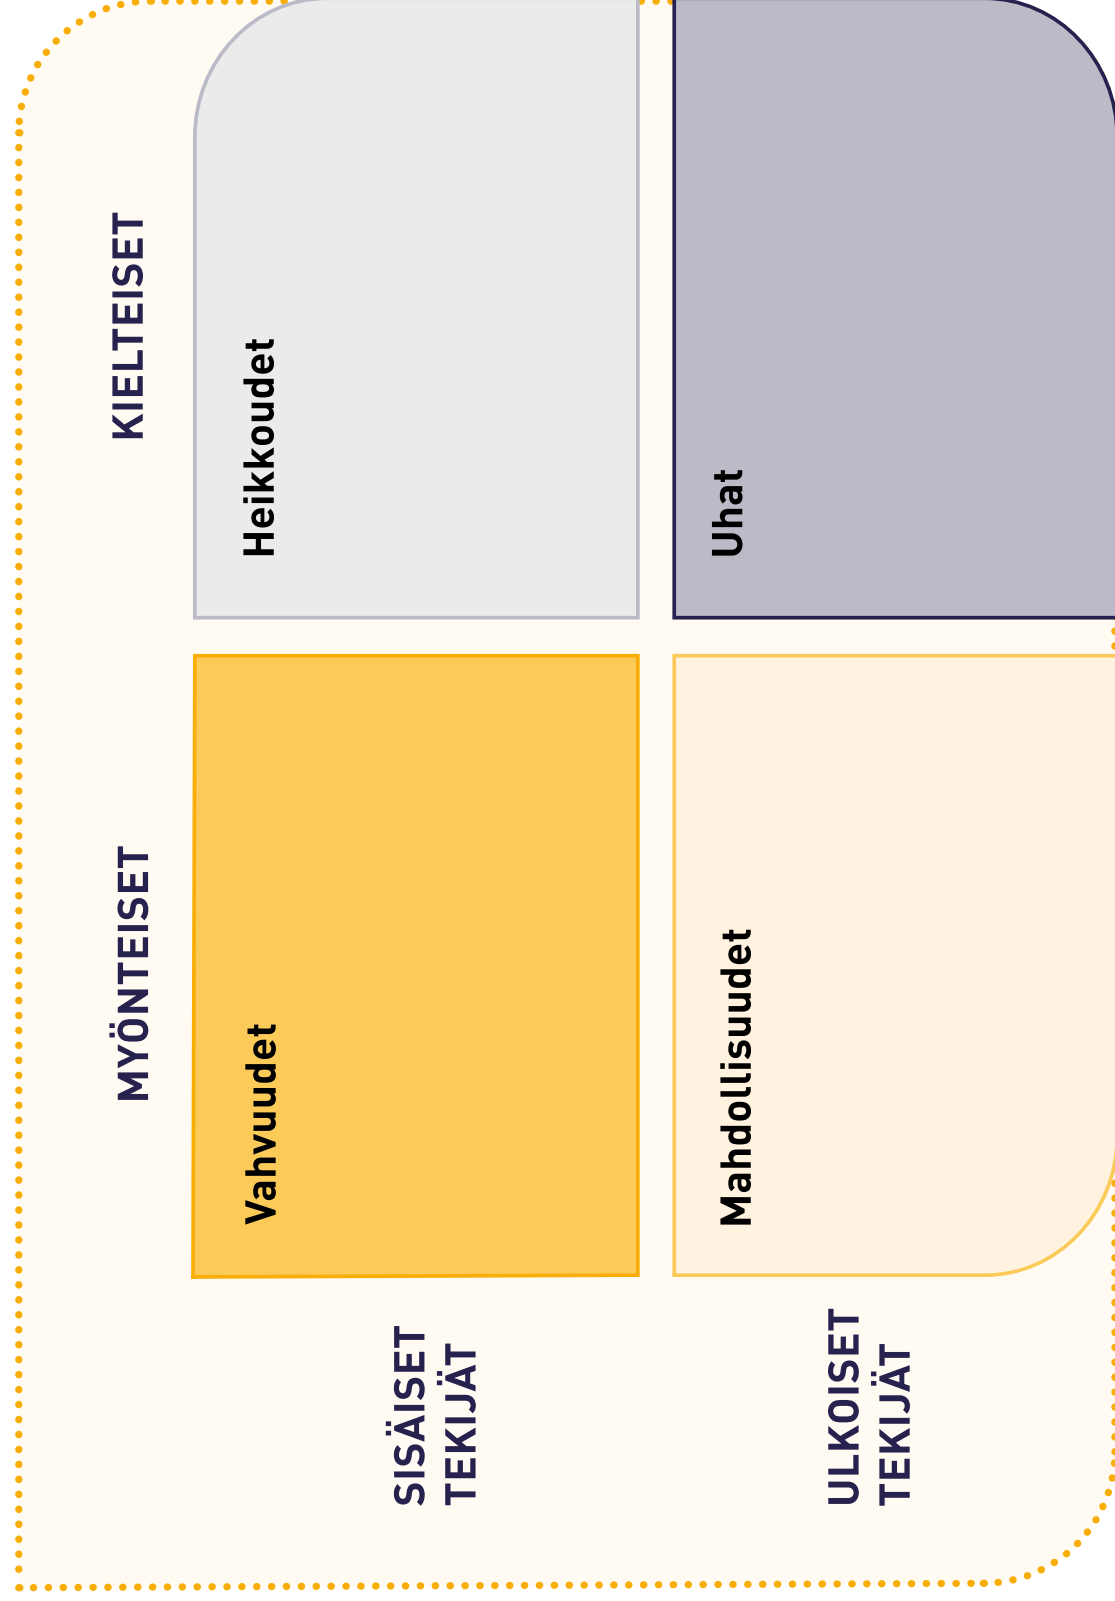 MYÖNTEISET
KIELTEISET
SISÄISET
TEKIJÄT
Vahvuudet
Heikkoudet
ULKOISET
TEKIJÄT
Mahdollisuudet
Uhat